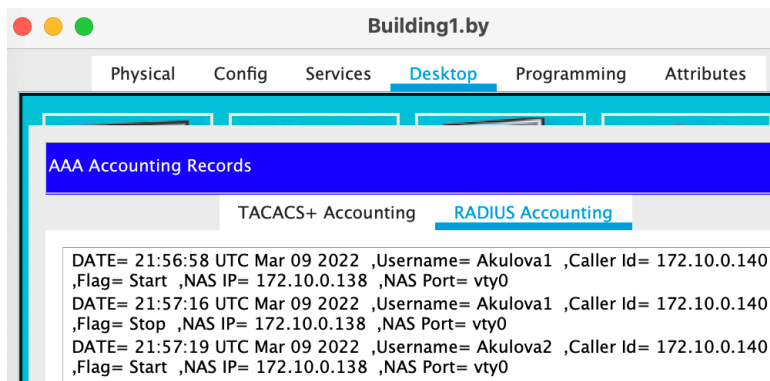 Building1.by
Physical Config Services Desktop Programming Attributes
AAA Accounting Records
TACACS+ Accounting RADIUS Accounting
DATE= 21:56:58 UTC Mar 09 2022 ,Username= Akulova1 ,Caller Id= 172.10.0.140
,Flag= Start ,NAS IP= 172.10.0.138 ,NAS Port= vty0
DATE= 21:57:16 UTC Mar 09 2022 ,Username= Akulova1 ,Caller Id= 172.10.0.140
,Flag= Stop ,NAS IP= 172.10.0.138 ,NAS Port= vty0
DATE= 21:57:19 UTC Mar 09 2022 ,Username= Akulova2 ,Caller Id= 172.10.0.140
,Flag= Start ,NAS IP= 172.10.0.138 ,NAS Port= vty0